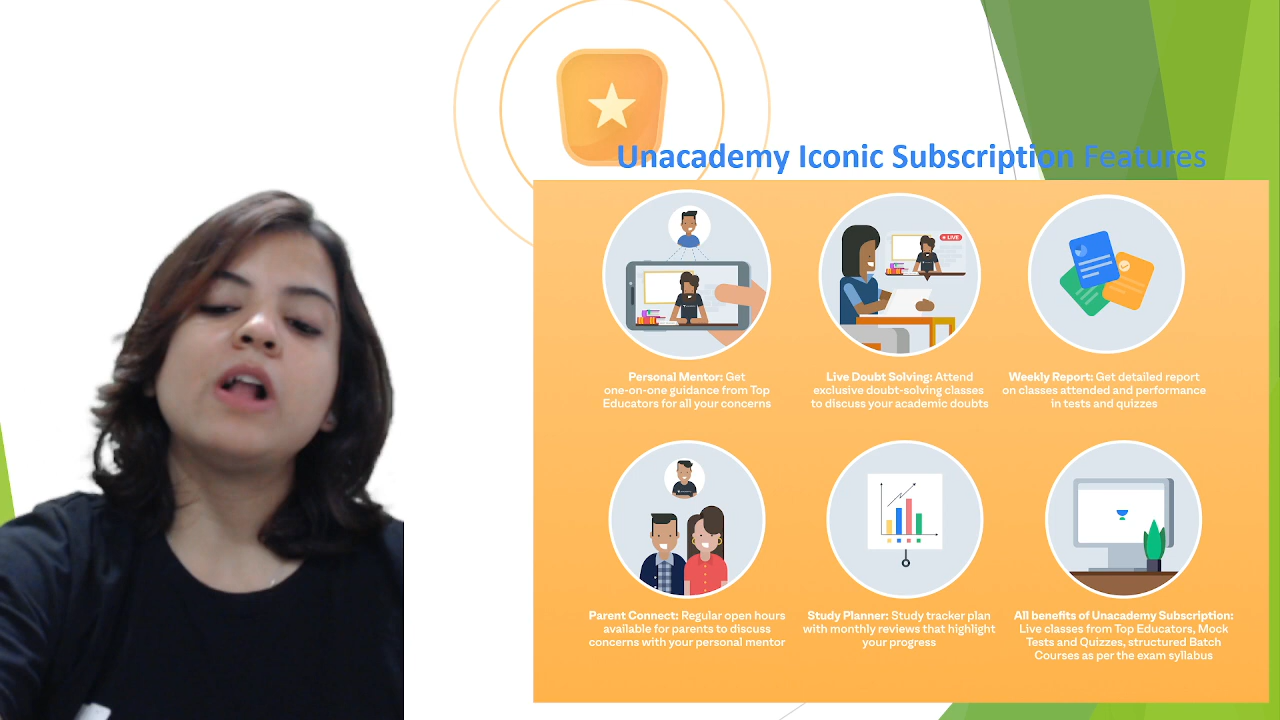 Unacademy Iconic Subscription Features
LIVE
Personal Mentor: Get
one-on-one guidance from Top
Educators for all your concerns
Live Doubt Solving: Attend
exclusive doubt-solving classes
to discuss your academic doubts
Weekly Report: Get detailed report
on classes attended and performance
in tests and quizzes
Parent Connect: Regular open hours
available for parents to discuss
concerns with your personal mentor
Study Planner: Study tracker plan
with monthly reviews that highlight
your progress
All benefits of Unacademy Subscription:
Live classes from Top Educators, Mock
Tests and Quizzes, structured Batch
Courses as per the exam syllabus